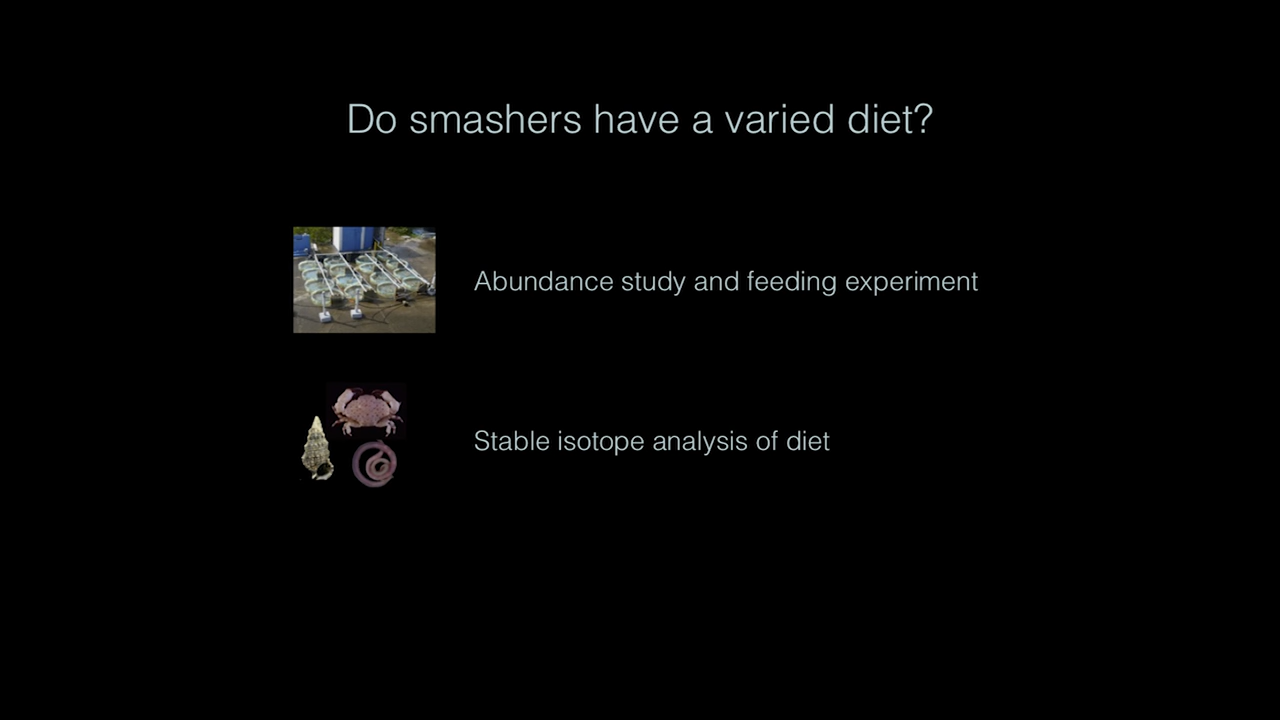 Do smashers have a varied diet?
Abundance study and feeding experiment
Stable isotope analysis of diet